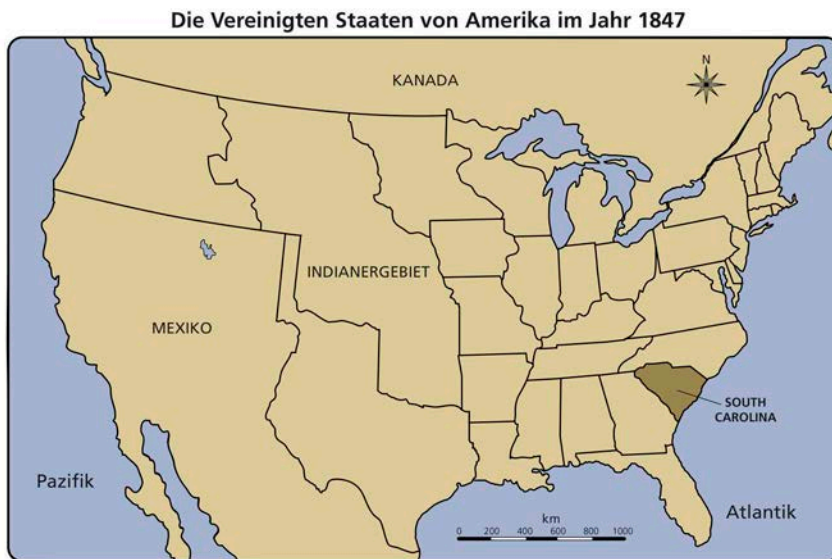 Die Vereinigten Staaten von Amerika im Jahr 1847
KANADA
N
INDIANERGEBIET
MEXIKO
SOUTH
CAROLINA
Pazifik
Atlantik
km
0 200 400 600 800 1000